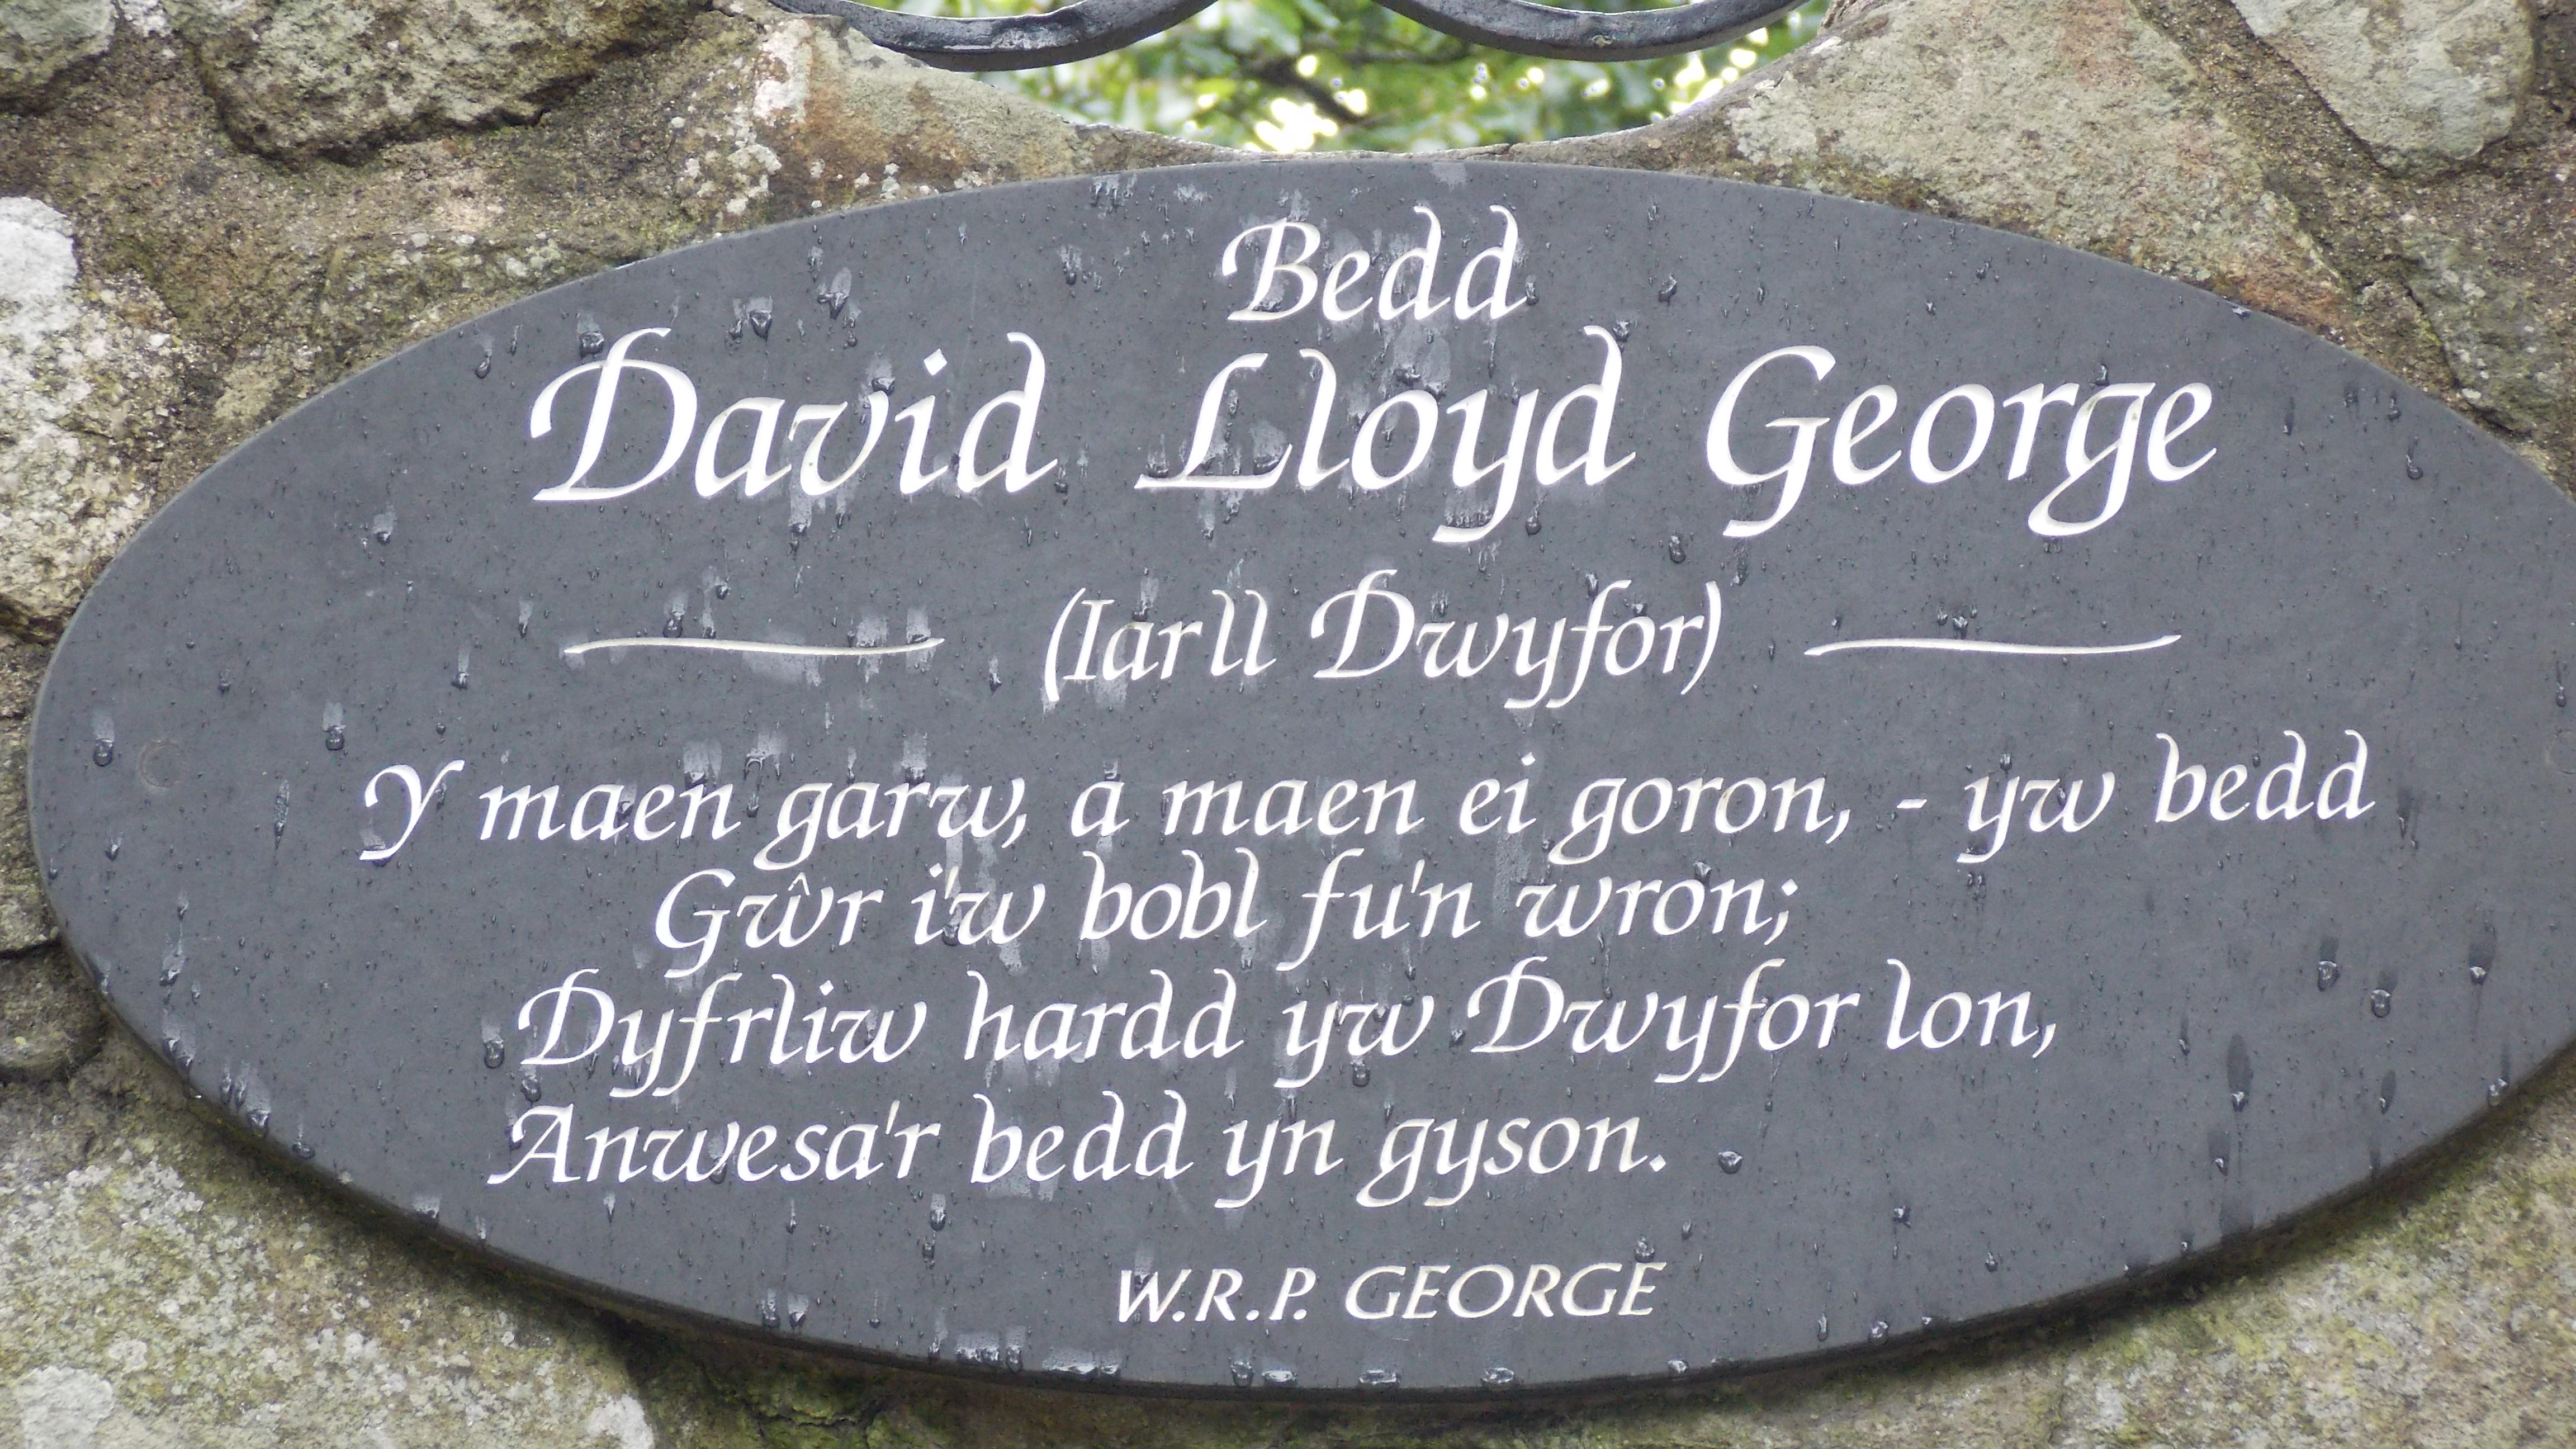 Bedd
David Lloyd George
(Iarll Dwyfor)
Y maen garw, a maen ei goron, - yw bedd
Gŵr i'w bobl fu'n wron;
Dyfrliw hardd yw Dwyfor lon,
Anwesa'r bedd yn gyson.
W.R.P. GEORGE